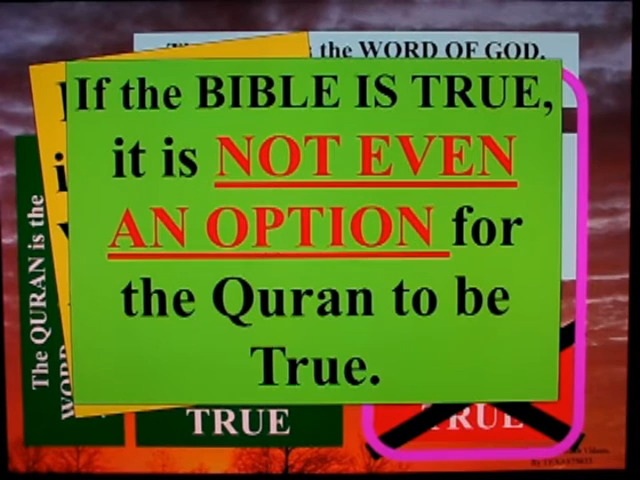 the WORD OF GOD.
If the BIBLE IS TRUE,
it is NOT EVEN
AN OPTION for
the Quran to be
True.
The QURAN is the
WORD
TRUE
TRUE